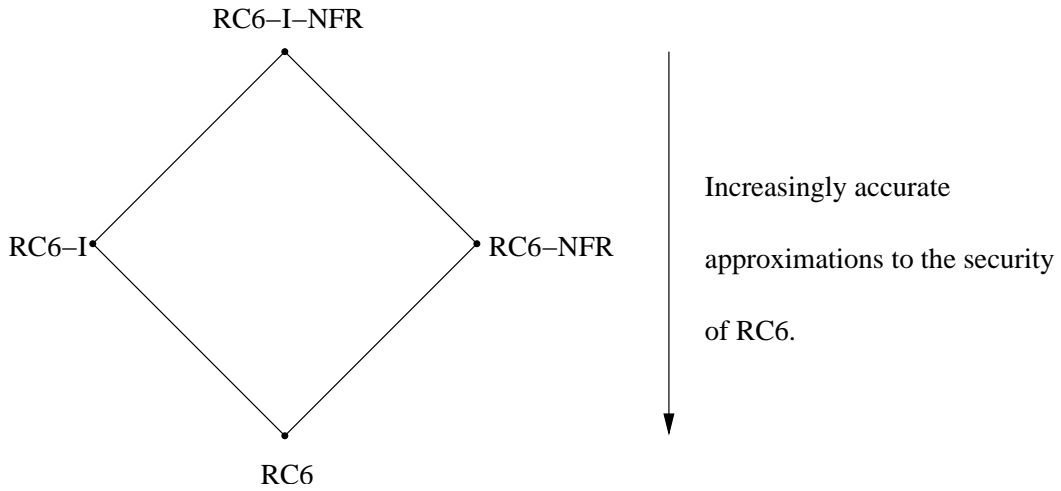 RC6–I–NFR
RC6–I
RC6–NFR
RC6
Increasingly accurate
approximations to the security
of RC6.